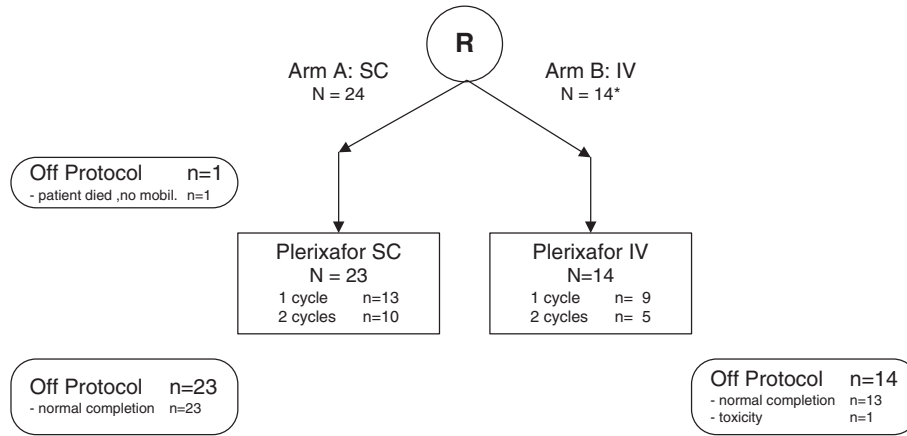 R
Arm A: SC
N = 24
Arm B: IV
N = 14*
Off Protocol n=1
- patient died ,no mobil. n=1
Plerixafor SC
N = 23
1 cycle n=13
2 cycles n=10
Plerixafor IV
N=14
1 cycle n= 9
2 cycles n= 5
Off Protocol n=23
- normal completion n=23
Off Protocol n=14
- normal completion n=13
- toxicity n=1